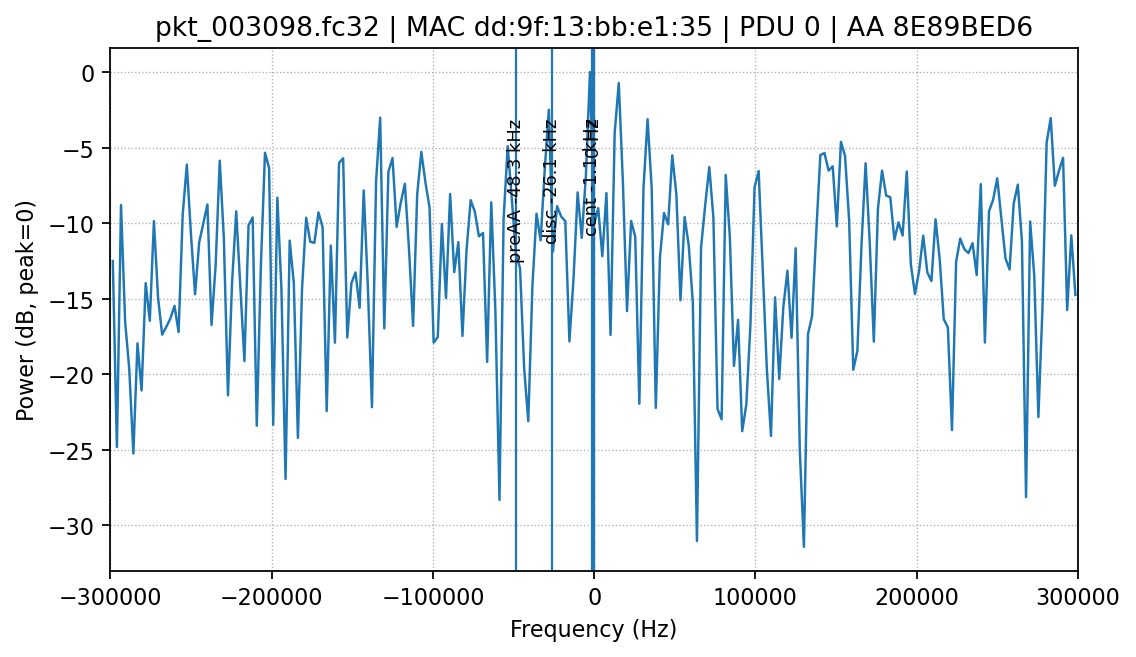 pkt_003098.fc32 | MAC dd:9f:13:bb:e1:35 | PDU 0 | AA 8E89BED6
Power (dB, peak=0)
0
−5
−10
−15
−20
−25
−30
preAA -48.3 kHz
disc -26.1 kHz
cent -1.1 kHz
−300000
−200000
−100000
0
100000
200000
300000
Frequency (Hz)